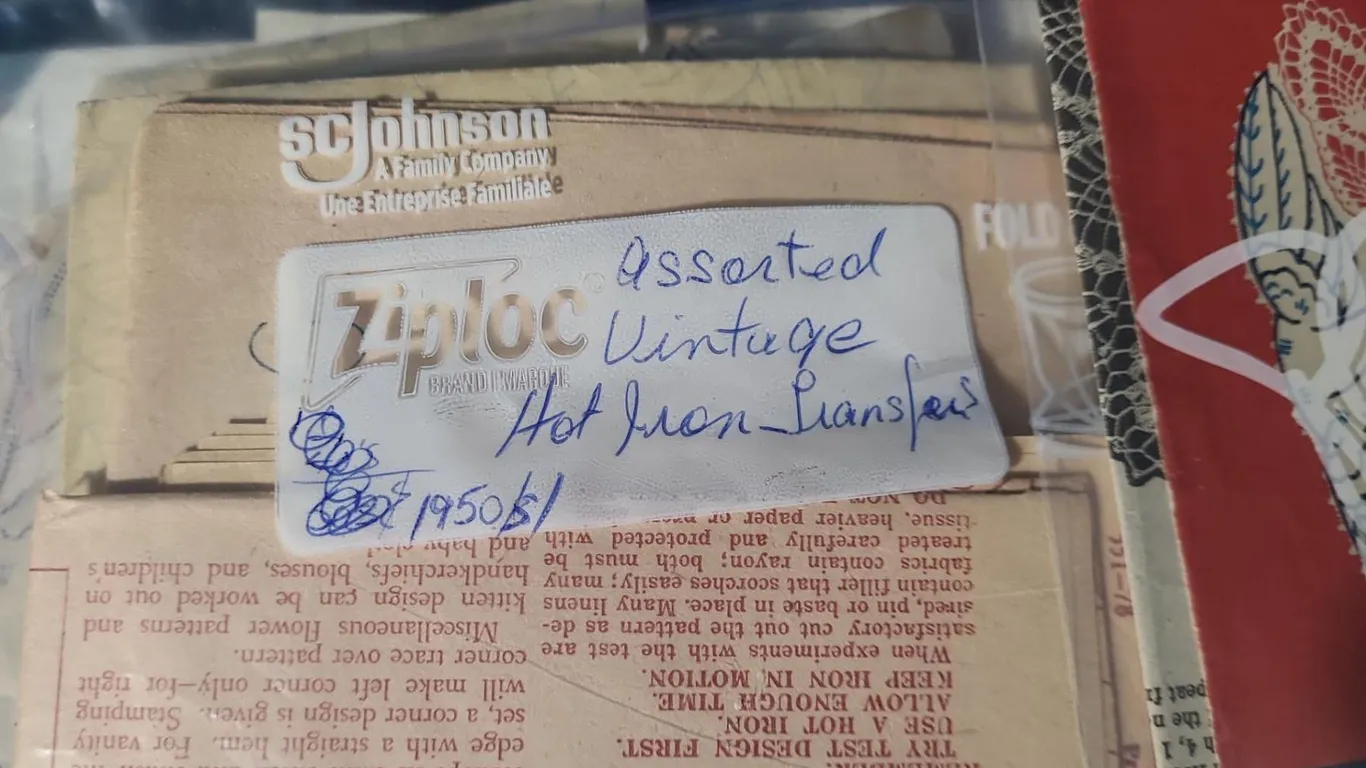 SC Johnson
A Family Company
Une Entreprise Familiale
FOLD
Ziploc
BRAND | MARQUE
Assorted
Vintage
Hot Iron Transfers
1950/s/
REMEMBER:
TRY TEST DESIGN FIRST.
USE A HOT IRON.
ALLOW ENOUGH TIME.
KEEP IRON IN MOTION.
When experiments with the test are
satisfactory cut out the pattern as de-
sired, pin or baste in place. Many linens
contain filler that scorches easily; many
fabrics contain rayon; both must be
treated carefully and protected with
tissue, heavier paper or
DO NOT
edge with a straight hem. For vanity
set, a corner design is given. Stamping
will make left corner only—for right
corner trace over pattern.
Miscellaneous flower patterns and
kitten design can be worked out on
handkerchiefs, blouses, and children's
and baby